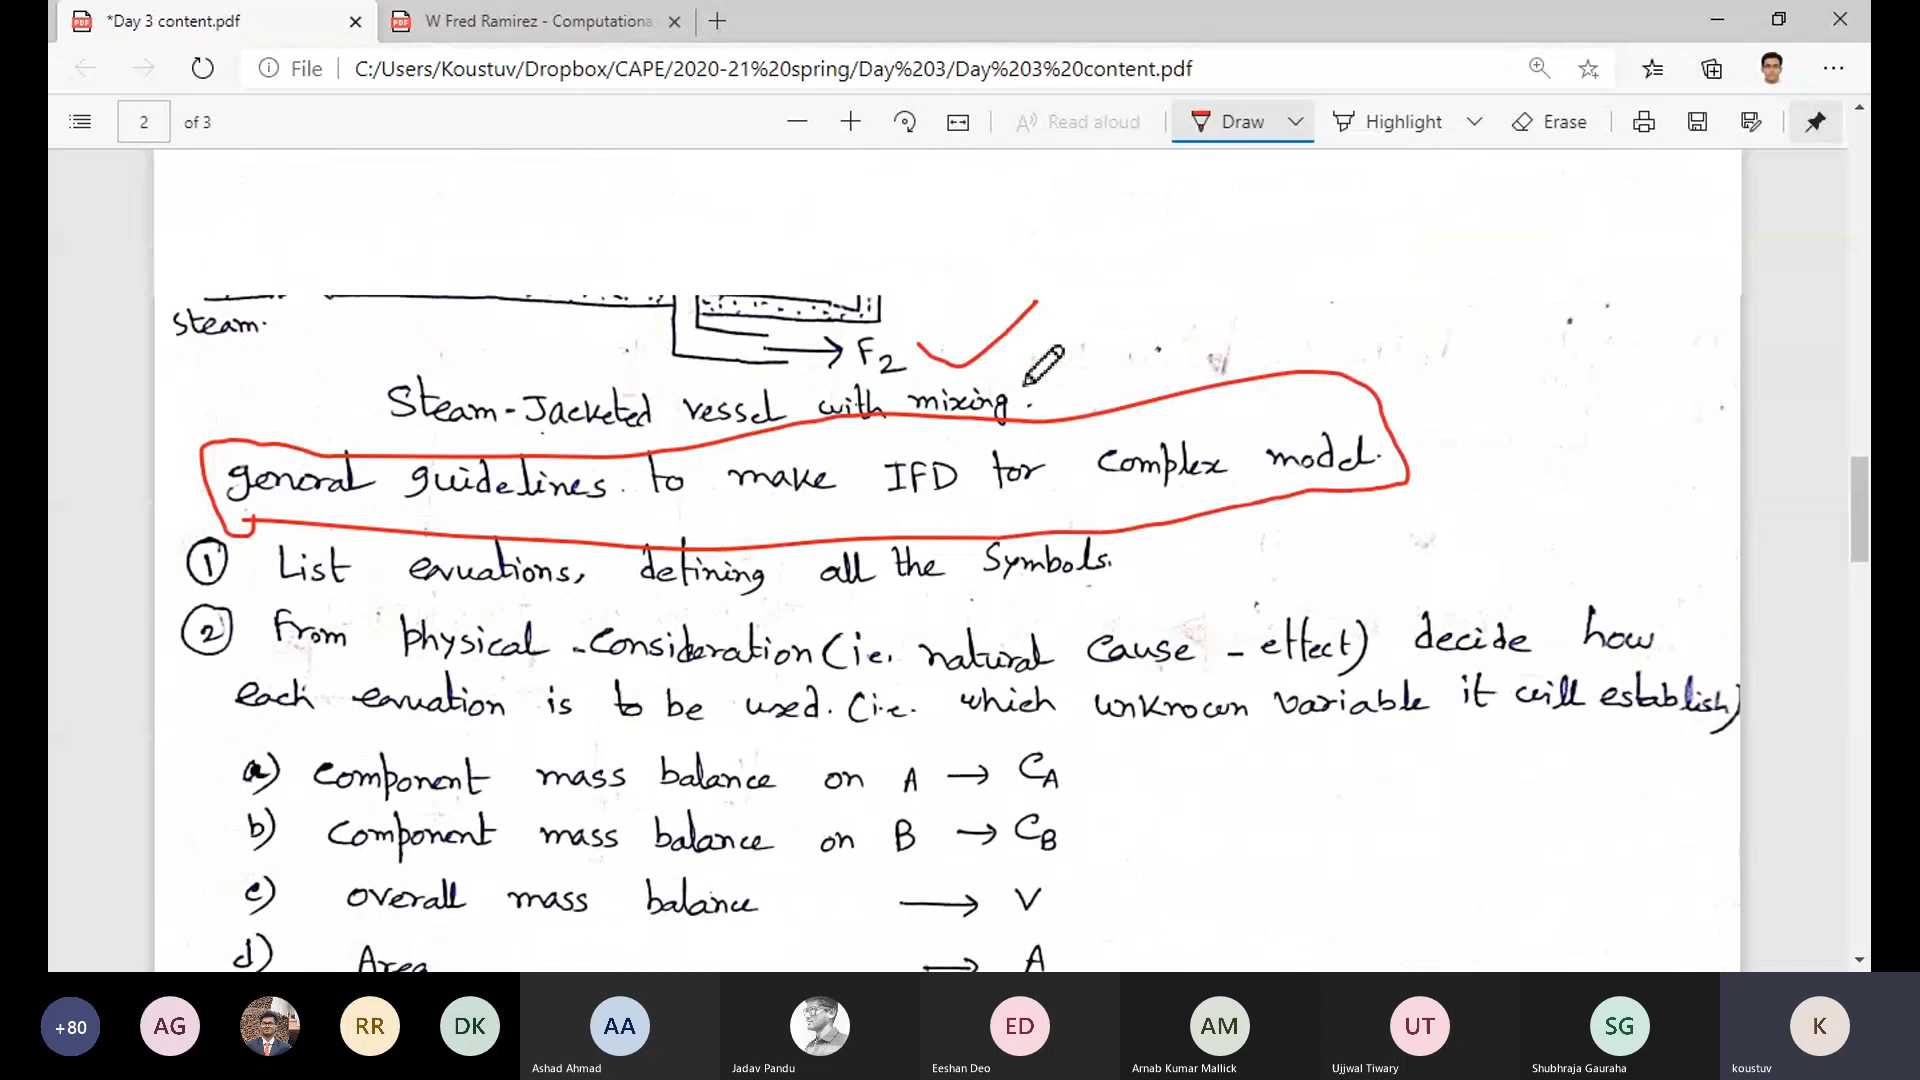 *Day 3 content.pdf
W Fred Ramirez - Computationa
File C:/Users/Koustuv/Dropbox/CAPE/2020-21%20spring/Day%203/Day%203%20content.pdf
2 of 3 Read aloud Draw Highlight Erase
Steam.
F2
Steam-Jacketed vessel with mixing.
general guidelines. to make IFD for complex model.
① List equations, defining all the Symbols.
② From physical -consideration (i.e. natural cause - effect) decide how
each equation is to be used. (i.e. which unknown variable it will establish)
a) component mass balance on A → CA
b) component mass balance on B → CB
c) overall mass balance → V
d) Area → A
+80 AG RR DK AA ED AM UT SG K
Ashad Ahmad Jadav Pandu Eeshan Deo Arnab Kumar Mallick Ujjwal Tiwary Shubhraja Gauraha koustuv